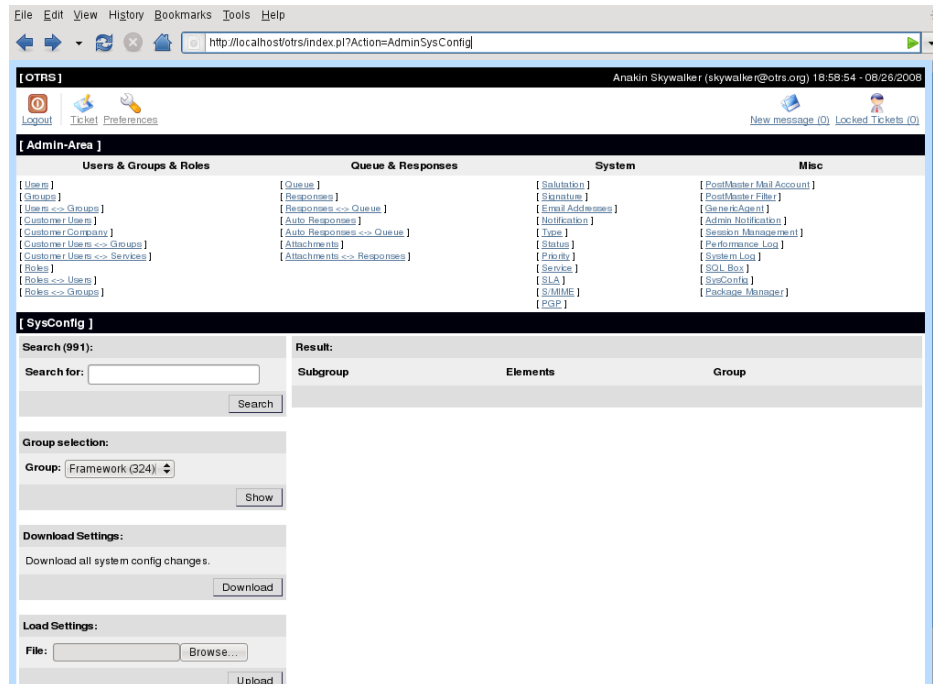 File Edit View History Bookmarks Tools Help
http://localhost/otrs/index.pl?Action=AdminSysConfig
[ OTRS ] Anakin Skywalker (skywalker@otrs.org) 18:58:54 - 08/26/2008
Logout Ticket Preferences New message (0) Locked Tickets (0)
[ Admin-Area ]
Users & Groups & Roles Queue & Responses System Misc
[ Users ] [ Queue ] [ Salutation ] [ PostMaster Mail Account ]
[ Groups ] [ Responses ] [ Signature ] [ PostMaster Filter ]
[ Users <-> Groups ] [ Responses <-> Queue ] [ Email Addresses ] [ GenericAgent ]
[ Customer Users ] [ Auto Responses ] [ Notification ] [ Admin Notification ]
[ Customer Company ] [ Auto Responses <-> Queue ] [ Type ] [ Session Management ]
[ Customer Users <-> Groups ] [ Attachments ] [ Status ] [ Performance Log ]
[ Customer Users <-> Services ] [ Attachments <-> Responses ] [ Priority ] [ System Log ]
[ Roles ] [ Service ] [ SQL Box ]
[ Roles <-> Users ] [ SLA ] [ SysConfig ]
[ Roles <-> Groups ] [ S/MIME ] [ Package Manager ]
[ PGP ]
[ SysConfig ]
Search (991): Result:
Search for: Subgroup Elements Group
Search
Group selection:
Group: Framework (324)
Show
Download Settings:
Download all system config changes.
Download
Load Settings:
File: Browse...
Upload